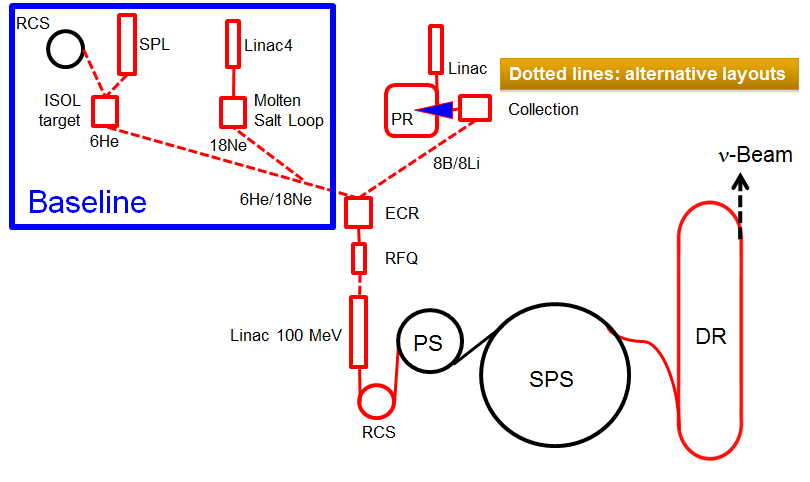 RCS
SPL
Linac4
Linac
Dotted lines: alternative layouts
ISOL
target
Molten
Salt Loop
PR
Collection
6He
18Ne
8B/8Li
ν-Beam
Baseline
6He/18Ne
ECR
RFQ
Linac 100 MeV
PS
SPS
DR
RCS